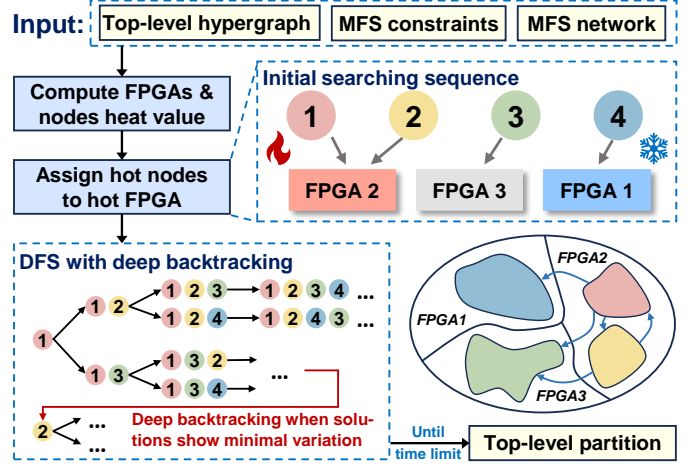 Input:
Top-level hypergraph
MFS constraints
MFS network
Compute FPGAs &
nodes heat value
Assign hot nodes
to hot FPGA
Initial searching sequence
1
2
3
4
FPGA 2
FPGA 3
FPGA 1
DFS with deep backtracking
1 2 3
1 2 3 4 ...
1 2
1 2 4
1 2 4 3 ...
1
1 3 2
1 3
...
1 3 4
2
...
...
Deep backtracking when solu-
tions show minimal variation
FPGA2
FPGA1
FPGA3
Until
time limit
Top-level partition